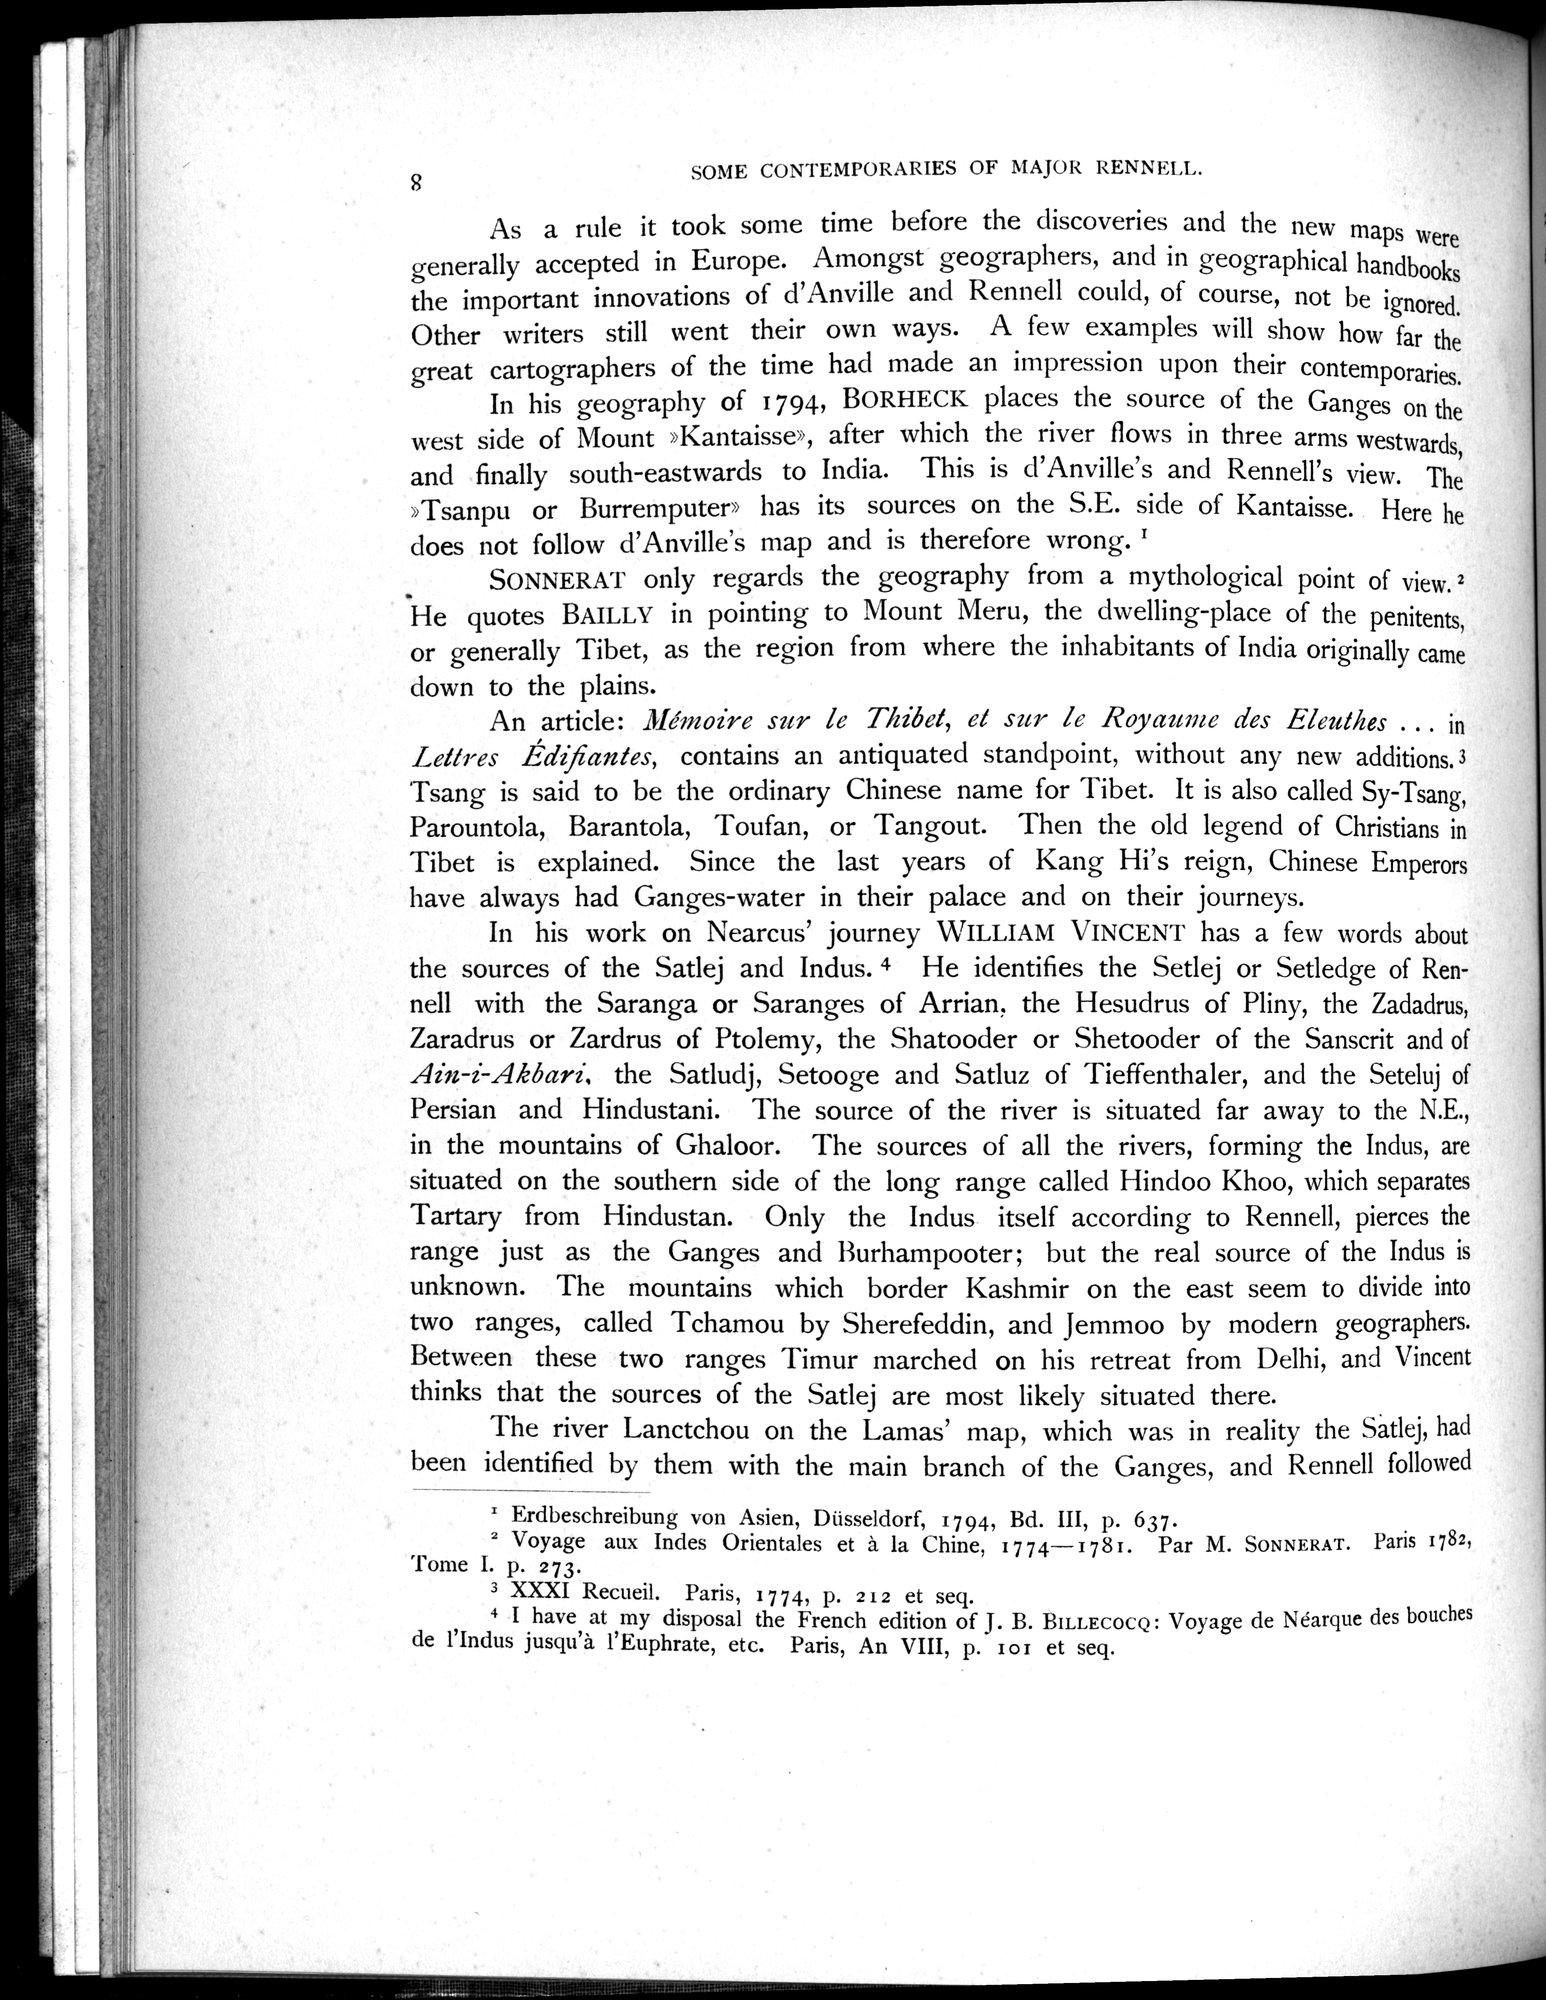 8
SOME CONTEMPORARIES OF MAJOR RENNELL.
As a rule it took some time before the discoveries and the new maps were
generally accepted in Europe. Amongst geographers, and in geographical handbooks
the important innovations of d'Anville and Rennell could, of course, not be ignored.
Other writers still went their own ways. A few examples will show how far the
great cartographers of the time had made an impression upon their contemporaries.
In his geography of 1794, BORHECK places the source of the Ganges on the
west side of Mount »Kantaisse», after which the river flows in three arms westwards,
and finally south-eastwards to India. This is d'Anville's and Rennell's view. The
»Tsanpu or Burremputer» has its sources on the S.E. side of Kantaisse. Here he
does not follow d'Anville's map and is therefore wrong. ¹
SONNERAT only regards the geography from a mythological point of view. ²
He quotes BAILLY in pointing to Mount Meru, the dwelling-place of the penitents,
or generally Tibet, as the region from where the inhabitants of India originally came
down to the plains.
An article: Mémoire sur le Thibet, et sur le Royaume des Eleuthes ... in
Lettres Édifiantes, contains an antiquated standpoint, without any new additions. ³
Tsang is said to be the ordinary Chinese name for Tibet. It is also called Sy-Tsang,
Parountola, Barantola, Toufan, or Tangout. Then the old legend of Christians in
Tibet is explained. Since the last years of Kang Hi's reign, Chinese Emperors
have always had Ganges-water in their palace and on their journeys.
In his work on Nearcus' journey WILLIAM VINCENT has a few words about
the sources of the Satlej and Indus. ⁴ He identifies the Setlej or Setledge of Ren-
nell with the Saranga or Saranges of Arrian, the Hesudrus of Pliny, the Zadadrus,
Zaradrus or Zardrus of Ptolemy, the Shatooder or Shetooder of the Sanscrit and of
Ain-i-Akbari, the Satludj, Setooge and Satluz of Tieffenthaler, and the Seteluj of
Persian and Hindustani. The source of the river is situated far away to the N.E.,
in the mountains of Ghaloor. The sources of all the rivers, forming the Indus, are
situated on the southern side of the long range called Hindoo Khoo, which separates
Tartary from Hindustan. Only the Indus itself according to Rennell, pierces the
range just as the Ganges and Burhampooter; but the real source of the Indus is
unknown. The mountains which border Kashmir on the east seem to divide into
two ranges, called Tchamou by Sherefeddin, and Jemmoo by modern geographers.
Between these two ranges Timur marched on his retreat from Delhi, and Vincent
thinks that the sources of the Satlej are most likely situated there.
The river Lanctchou on the Lamas' map, which was in reality the Satlej, had
been identified by them with the main branch of the Ganges, and Rennell followed
¹ Erdbeschreibung von Asien, Düsseldorf, 1794, Bd. III, p. 637.
² Voyage aux Indes Orientales et à la Chine, 1774—1781. Par M. SONNERAT. Paris 1782,
Tome I. p. 273.
³ XXXI Recueil. Paris, 1774, p. 212 et seq.
⁴ I have at my disposal the French edition of J. B. BILLECOCQ: Voyage de Néarque des bouches
de l'Indus jusqu'à l'Euphrate, etc. Paris, An VIII, p. 101 et seq.